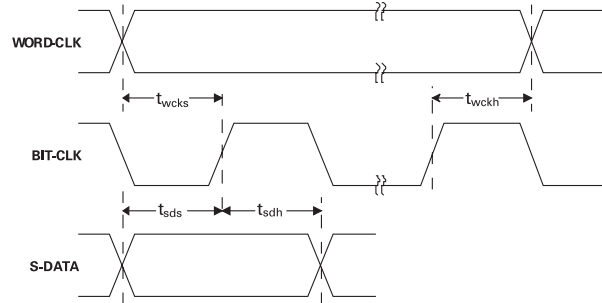 WORD-CLK
twcks
twckh
BIT-CLK
tsds
tsdh
S-DATA